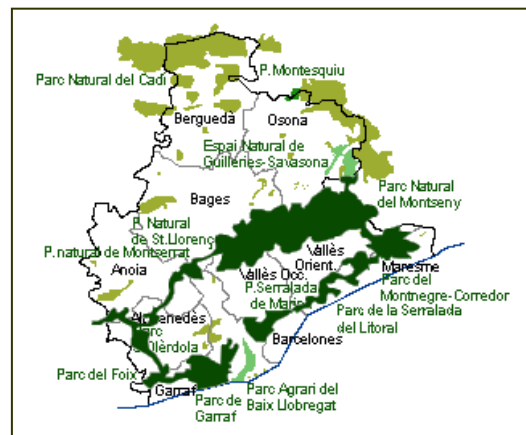 Parc Natural del Cadí
P. Montesquiu
Berguedà
Osona
Espai Natural de
Guilleries-Savasona
Bages
Parc Natural
del Montseny
P. Natural
de St.Llorenç
P. natural de Montserrat
Anoia
Vallès
Orient.
Vallès Occ.
Maresme
P.Serralada
de Marina
Parc del
Montnegre-Corredor
Parc de la Serralada
del Litoral
Alt Penedès
Parc
d'Olèrdola
Barcelones
Parc del Foix
Garraf
Parc de
Garraf
Parc Agrari del
Baix Llobregat